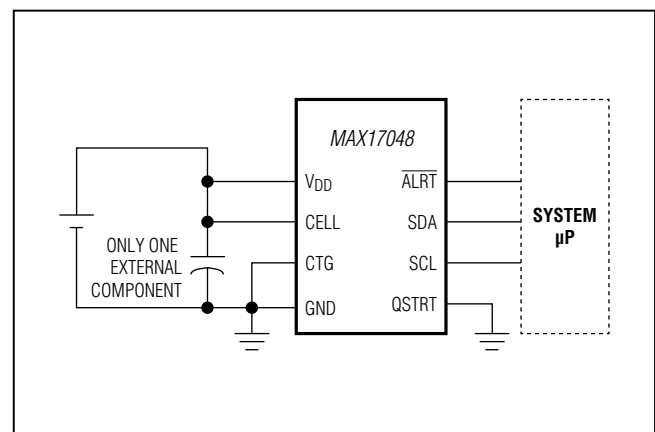 MAX17048
VDD
CELL
CTG
GND
ALRT
SDA
SCL
QSTRT
ONLY ONE
EXTERNAL
COMPONENT
SYSTEM
µP